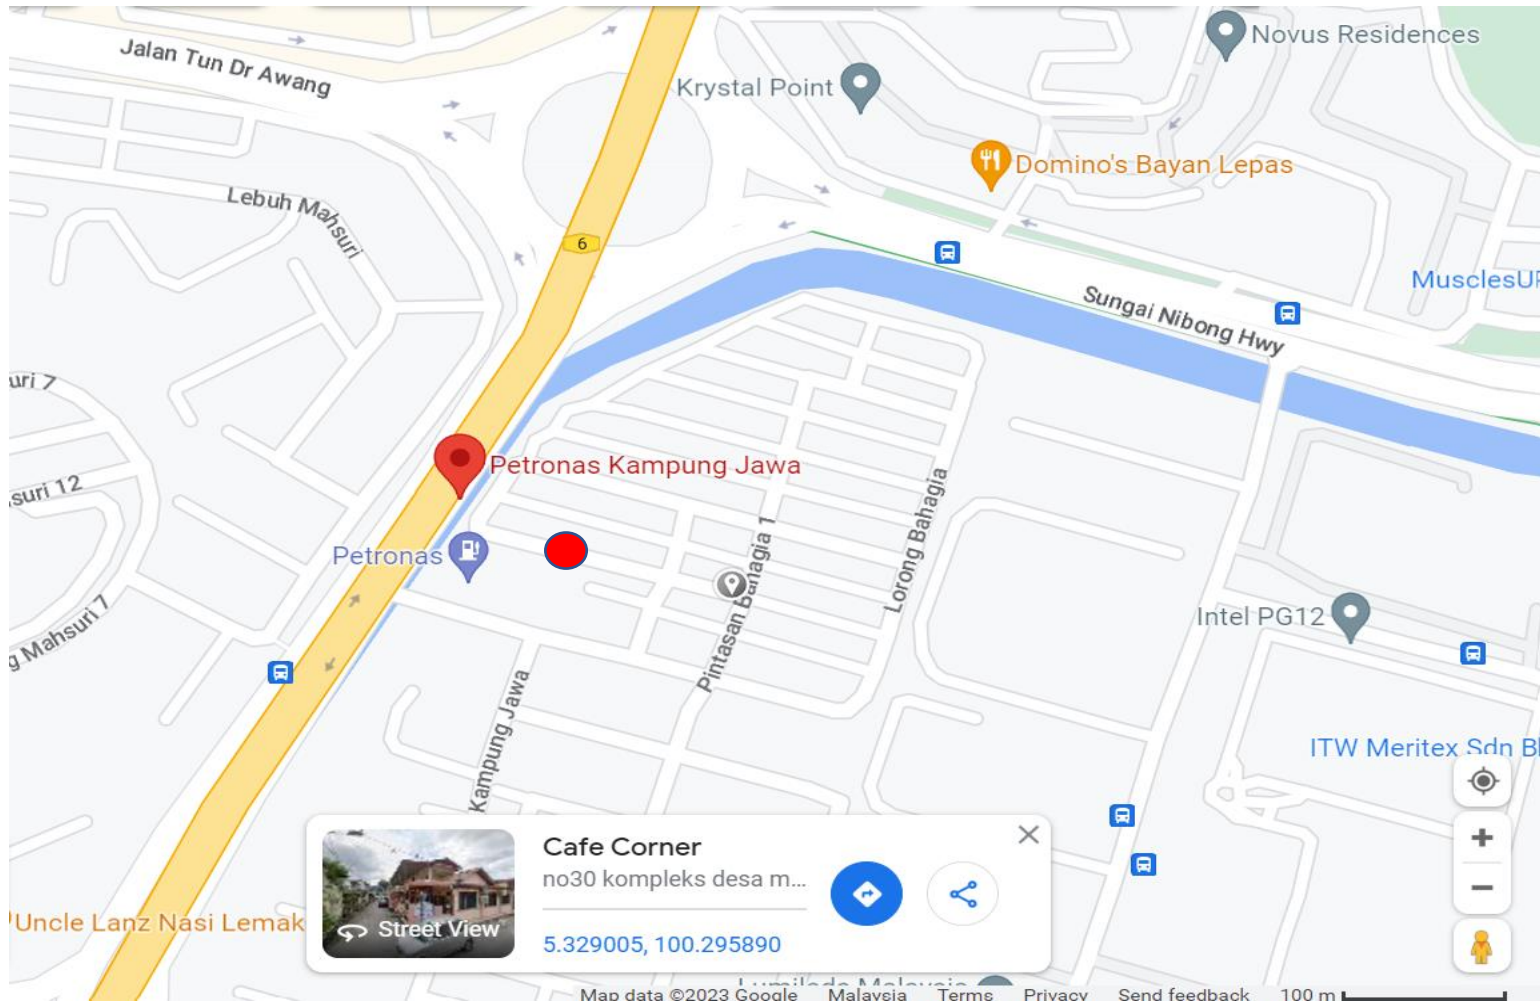 Jalan Tun Dr Awang
Novus Residences
Krystal Point
Domino's Bayan Lepas
Lebuh Mahsuri
6
MusclesUP
Sungai Nibong Hwy
uri 7
Petronas Kampung Jawa
suri 12
Lorong Bahagia
Petronas
Pintasan Bahagia 1
Intel PG12
g Mahsuri 7
Kampung Jawa
ITW Meritex Sdn Bh
Cafe Corner
no30 kompleks desa m...
Uncle Lanz Nasi Lemak
Street View
5.329005, 100.295890
Map data ©2023 Google Malaysia Terms Privacy Send feedback 100 m